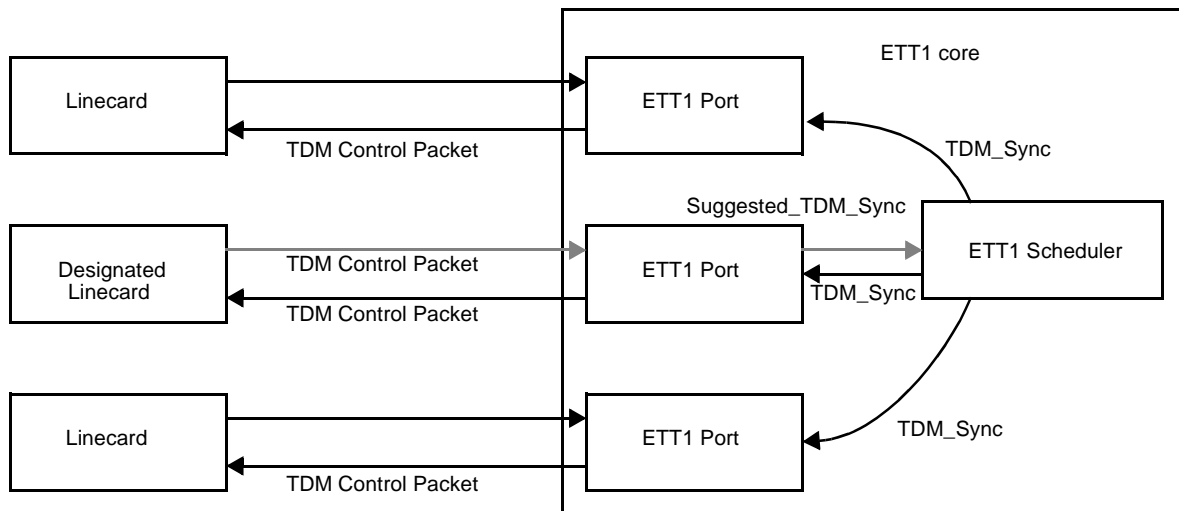 ETT1 core
Linecard
ETT1 Port
TDM Control Packet
TDM_Sync
Suggested_TDM_Sync
Designated
Linecard
TDM Control Packet
ETT1 Port
ETT1 Scheduler
TDM_Sync
TDM Control Packet
Linecard
ETT1 Port
TDM_Sync
TDM Control Packet